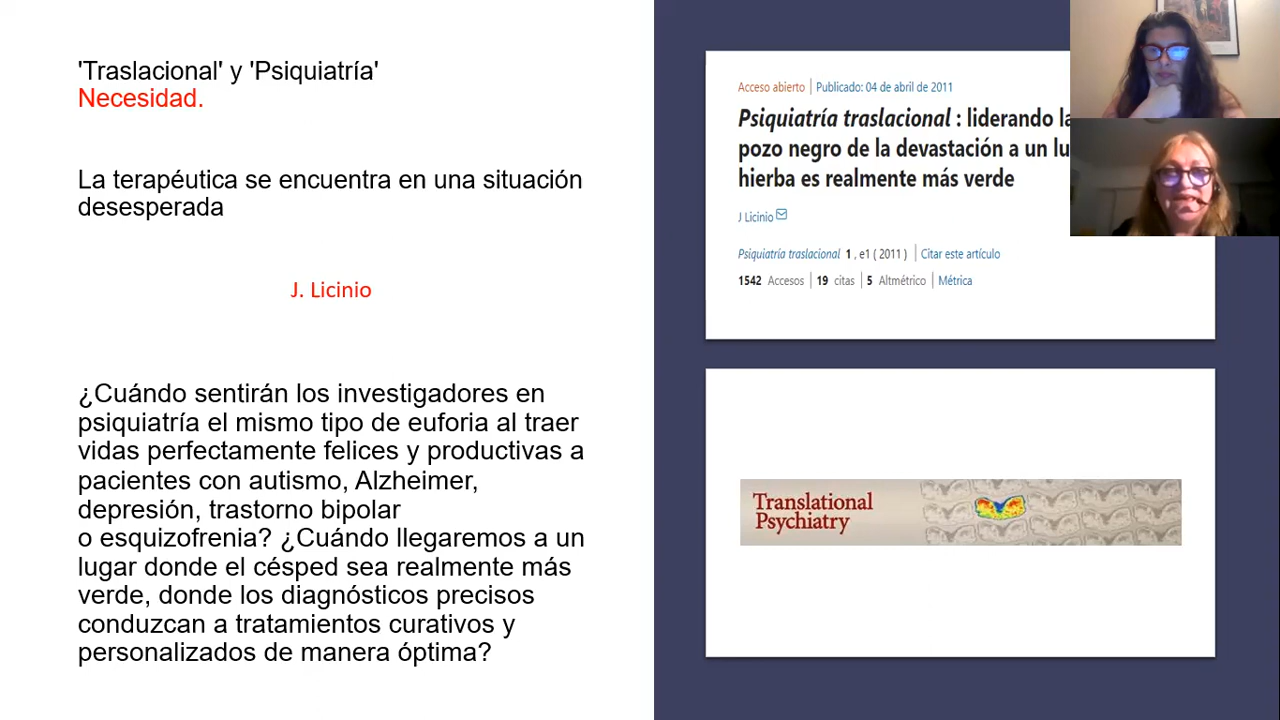 'Traslacional' y 'Psiquiatría'
Necesidad.
La terapéutica se encuentra en una situación
desesperada
J. Licinio
¿Cuándo sentirán los investigadores en
psiquiatría el mismo tipo de euforia al traer
vidas perfectamente felices y productivas a
pacientes con autismo, Alzheimer,
depresión, trastorno bipolar
o esquizofrenia? ¿Cuándo llegaremos a un
lugar donde el césped sea realmente más
verde, donde los diagnósticos precisos
conduzcan a tratamientos curativos y
personalizados de manera óptima?
Acceso abierto | Publicado: 04 de abril de 2011
Psiquiatría traslacional : liderando
pozo negro de la devastación a un
hierba es realmente más verde
J Licinio
Psiquiatría traslacional 1 , e1 ( 2011 ) | Citar este artículo
1542 Accesos | 19 citas | 5 Altmétrico | Métrica
Translational
Psychiatry